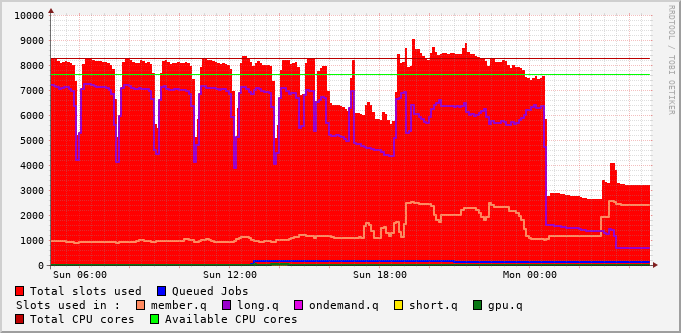 10000
9000
8000
7000
6000
5000
4000
3000
2000
1000
0
Sun 06:00 Sun 12:00 Sun 18:00 Mon 00:00
RRDTOOL / TOBI OETIKER
Total slots used Queued Jobs
Slots used in : member.q long.q ondemand.q short.q gpu.q
Total CPU cores Available CPU cores